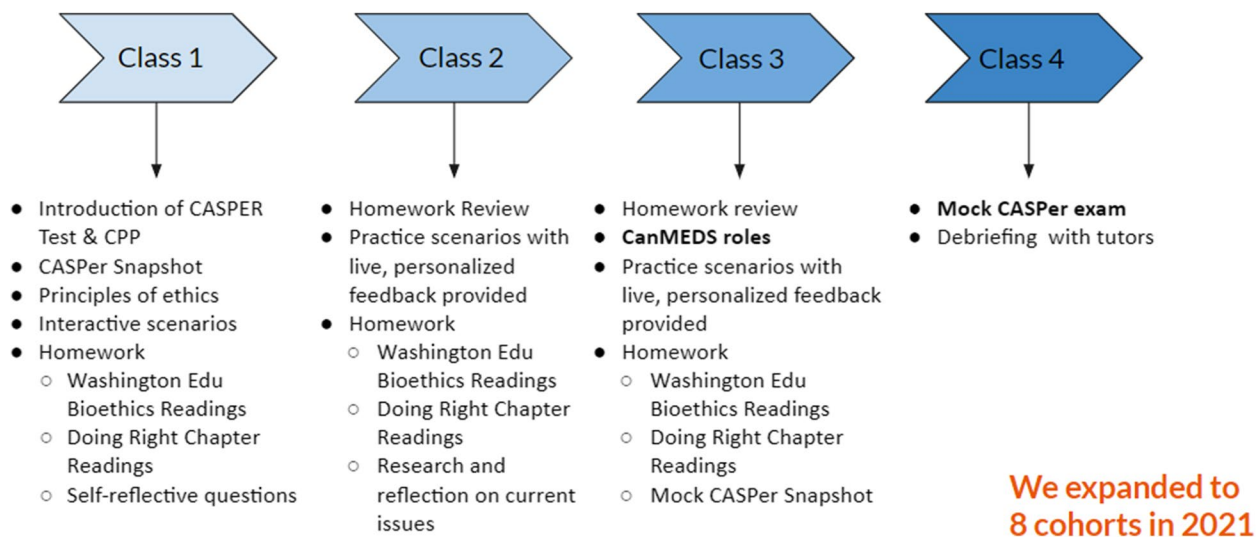 Class 1
Class 2
Class 3
Class 4
● Introduction of CASPER
Test & CPP
● CASPer Snapshot
● Principles of ethics
● Interactive scenarios
● Homework
○ Washington Edu
Bioethics Readings
○ Doing Right Chapter
Readings
○ Self-reflective questions
● Homework Review
● Practice scenarios with
live, personalized
feedback provided
● Homework
○ Washington Edu
Bioethics Readings
○ Doing Right Chapter
Readings
○ Research and
reflection on current
issues
● Homework review
● CanMEDS roles
● Practice scenarios with
live, personalized feedback
provided
● Homework
○ Washington Edu
Bioethics Readings
○ Doing Right Chapter
Readings
○ Mock CASPer Snapshot
● Mock CASPer exam
● Debriefing with tutors
We expanded to
8 cohorts in 2021